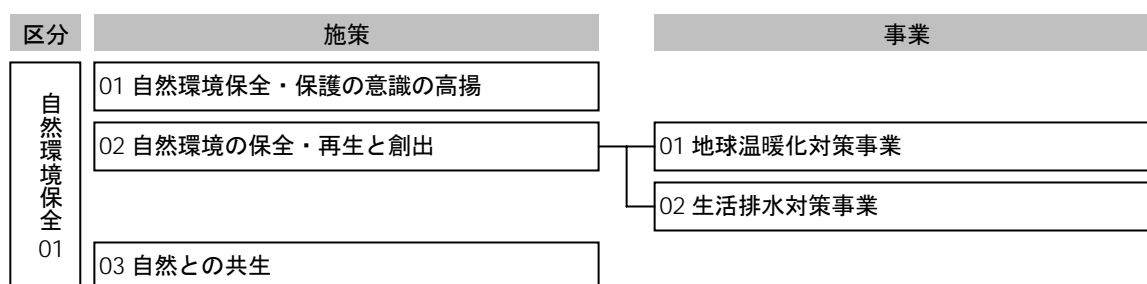 区分
施策
事業
自然環境保全 01
01 自然環境保全・保護の意識の高揚
02 自然環境の保全・再生と創出
01 地球温暖化対策事業
02 生活排水対策事業
03 自然との共生